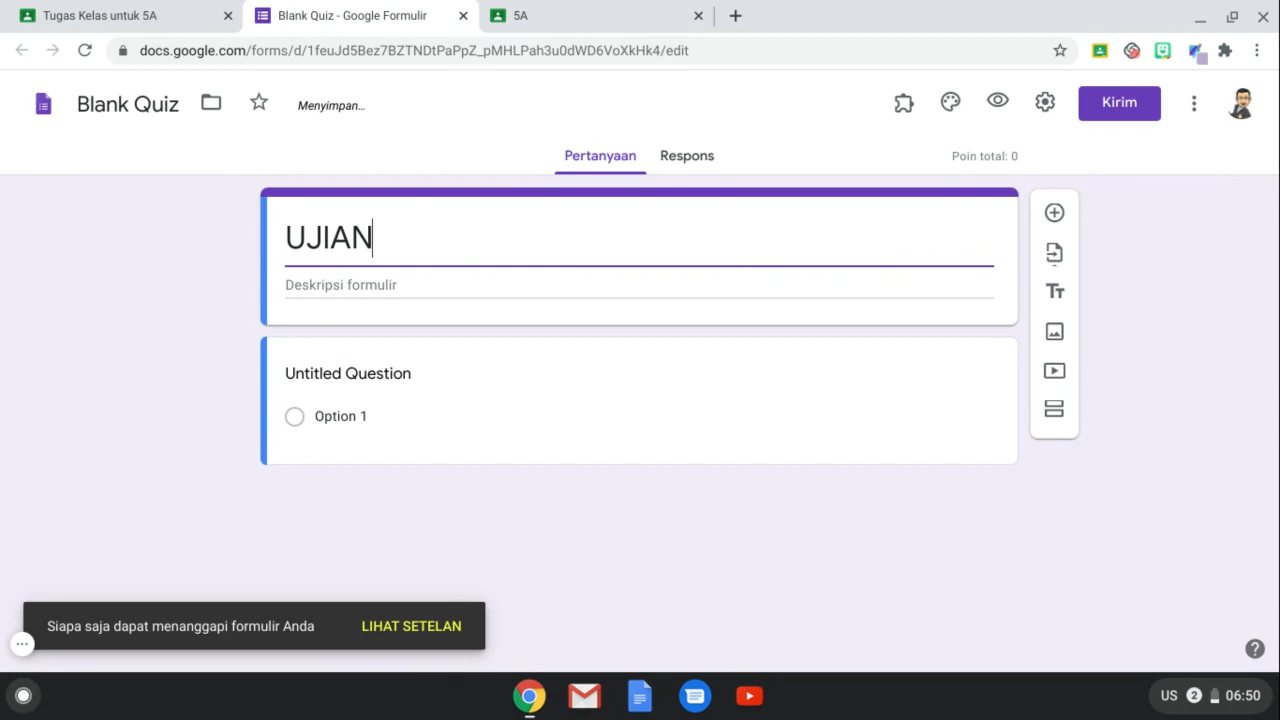 Tugas Kelas untuk 5A
Blank Quiz - Google Formulir
5A
docs.google.com/forms/d/1feuJd5Bez7BZTNDtPaPpZ_pMHLPah3u0dWD6VoXkHk4/edit
Blank Quiz
Menyimpan...
Kirim
Pertanyaan
Respons
Poin total: 0
UJIAN
Deskripsi formulir
Untitled Question
Option 1
Siapa saja dapat menanggapi formulir Anda
LIHAT SETELAN
US 2 06:50